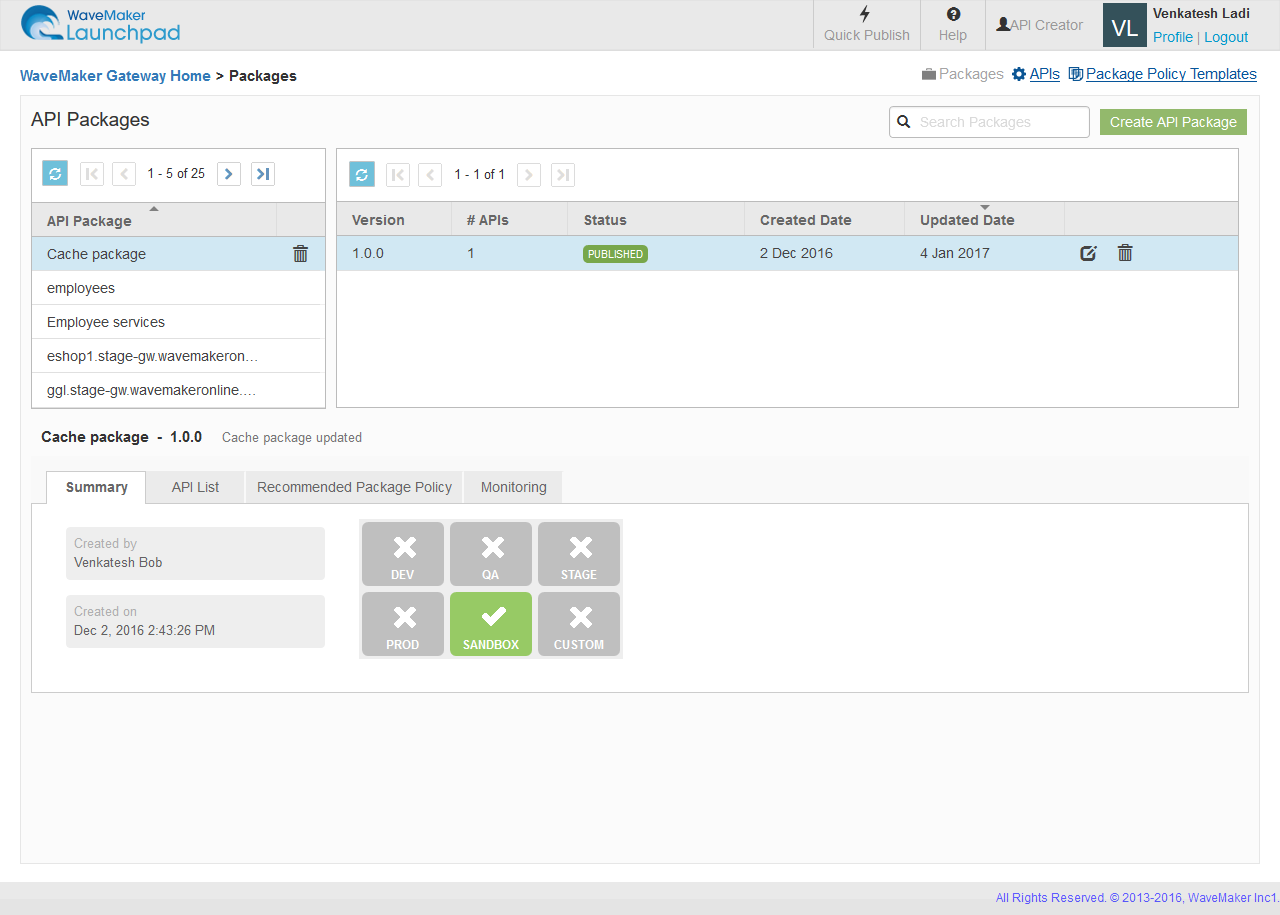 WaveMaker
Launchpad
Quick Publish
Help
API Creator
VL
Venkatesh Ladi
Profile | Logout
WaveMaker Gateway Home > Packages
Packages APIs Package Policy Templates
API Packages
Search Packages
Create API Package
1 - 5 of 25
1 - 1 of 1
API Package
Version # APIs Status Created Date Updated Date
Cache package
1.0.0 1 PUBLISHED 2 Dec 2016 4 Jan 2017
employees
Employee services
eshop1.stage-gw.wavemakeron...
ggl.stage-gw.wavemakeronline....
Cache package - 1.0.0 Cache package updated
Summary API List Recommended Package Policy Monitoring
Created by
Venkatesh Bob
Created on
Dec 2, 2016 2:43:26 PM
DEV QA STAGE
PROD SANDBOX CUSTOM
All Rights Reserved. © 2013-2016, WaveMaker Inc1.